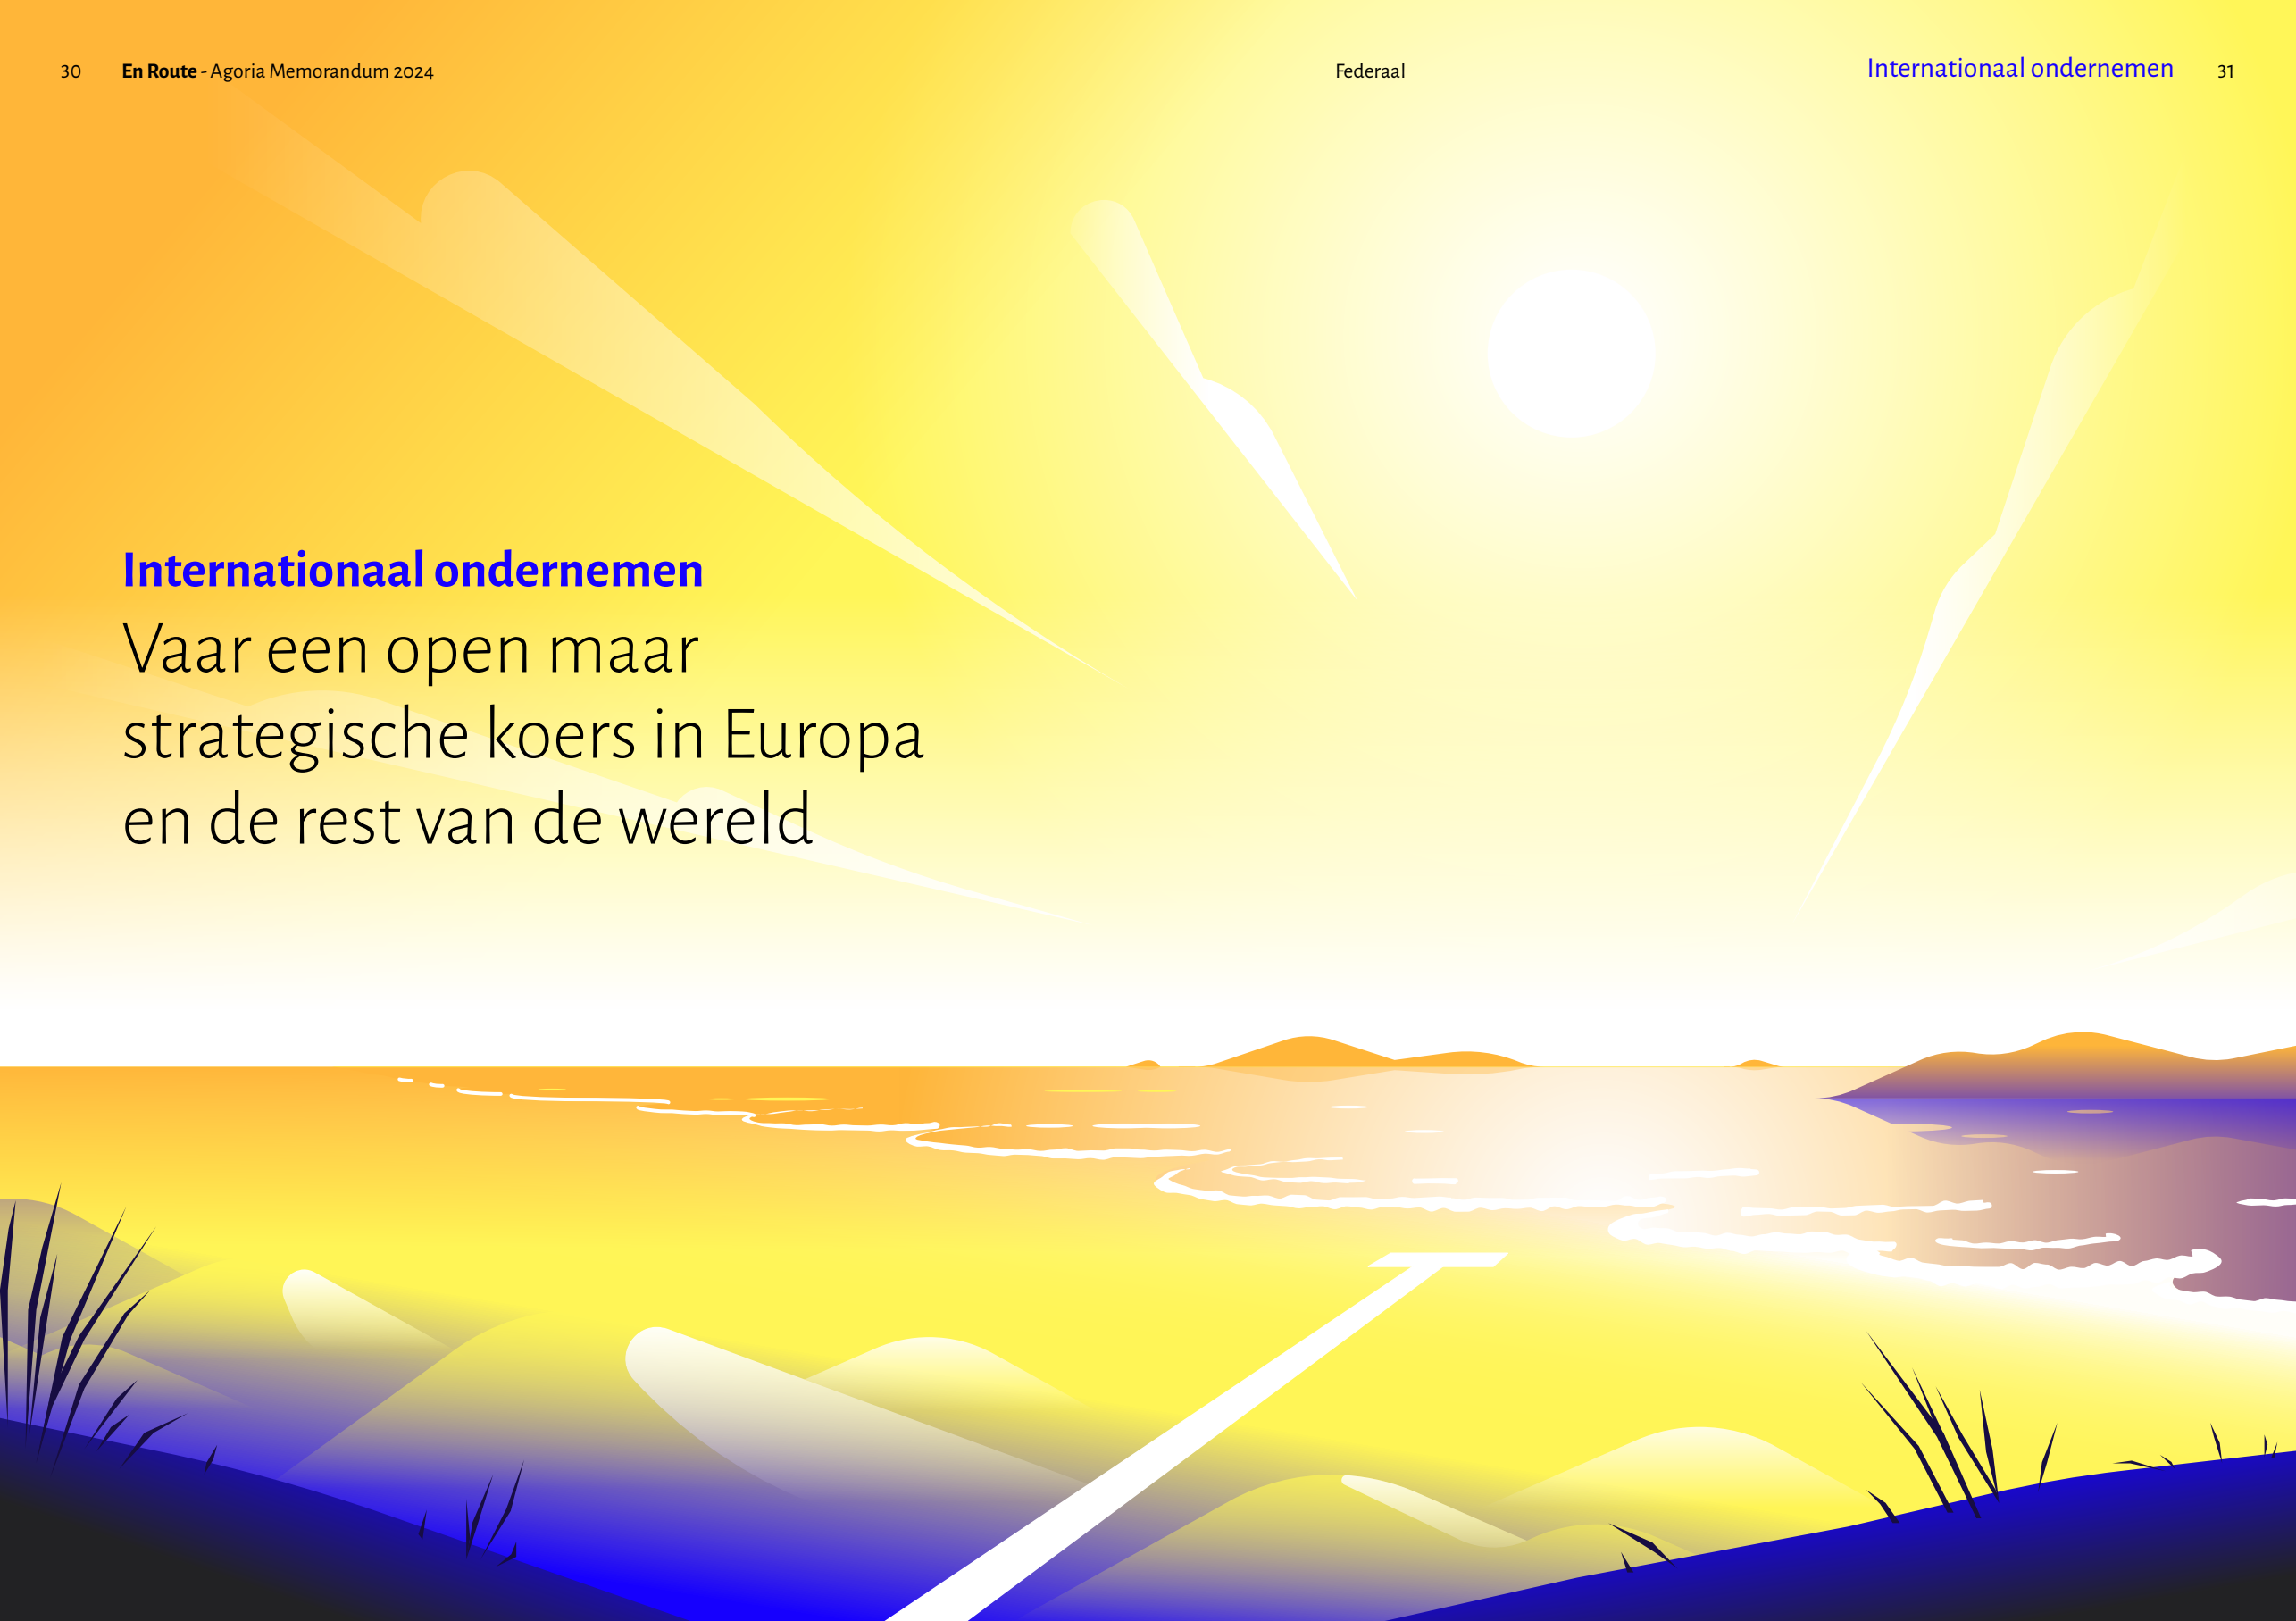 30 En Route - Agoria Memorandum 2024
Federaal
Internationaal ondernemen 31
Internationaal ondernemen
Vaar een open maar
strategische koers in Europa
en de rest van de wereld